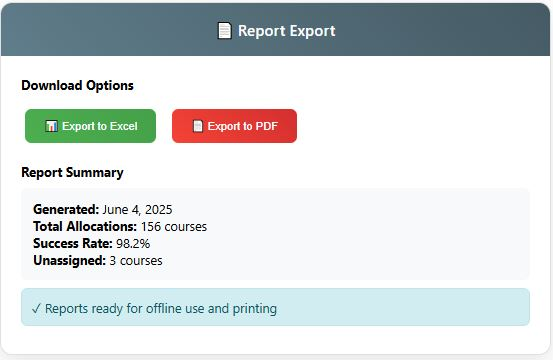 Report Export
Download Options
Export to Excel
Export to PDF
Report Summary
Generated: June 4, 2025
Total Allocations: 156 courses
Success Rate: 98.2%
Unassigned: 3 courses
✓ Reports ready for offline use and printing